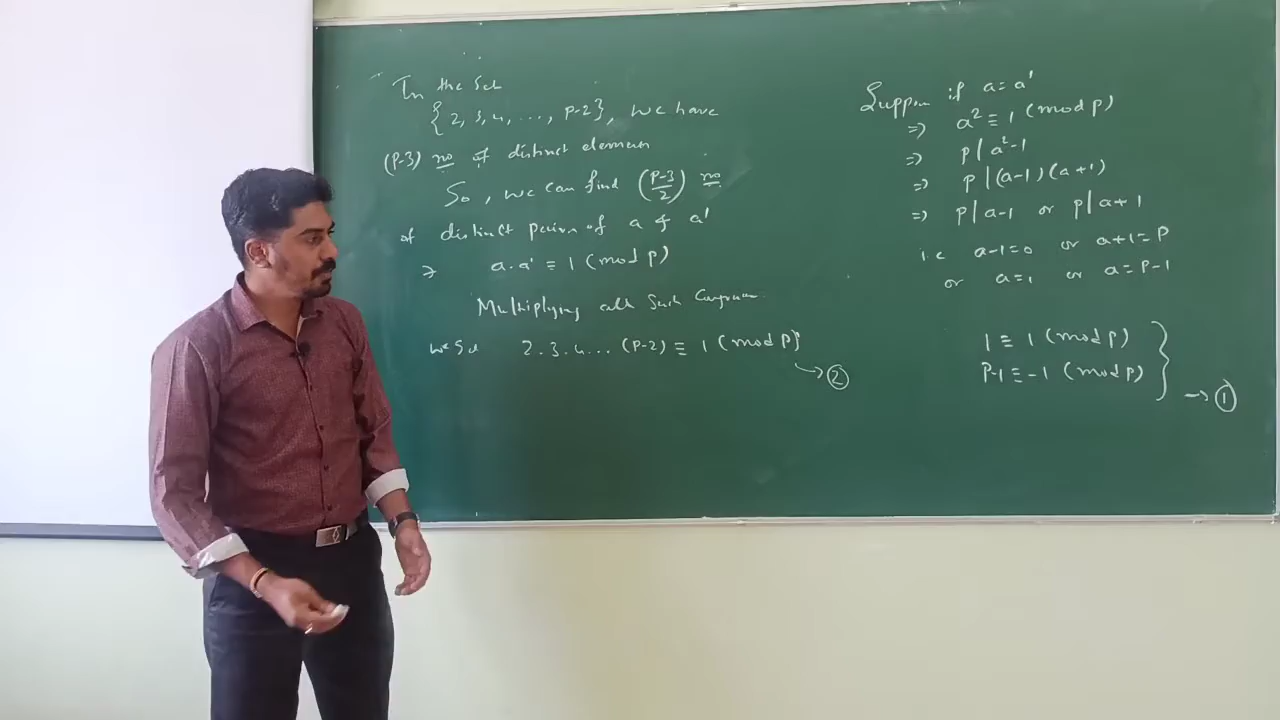 In the Set
{2, 3, 4, ..., P-2}, we have
(P-3) no of distinct elements
So, we can find (P-3/2) no
of distinct of a & a'
∋ a.a' ≡ 1 (mod p)
Multiplying all Such
we Get 2.3.4... (P-2) ≡ 1 (mod P)
→ ②
Suppose if a=a'
⇒ a² ≡ 1 (mod p)
⇒ p | a²-1
⇒ p | (a-1)(a+1)
⇒ p | a-1 or p | a+1
i.e a-1=0 or a+1=P
or a=1 or a=P-1
1 ≡ 1 (mod p)
P-1 ≡ -1 (mod p) }
→ ①